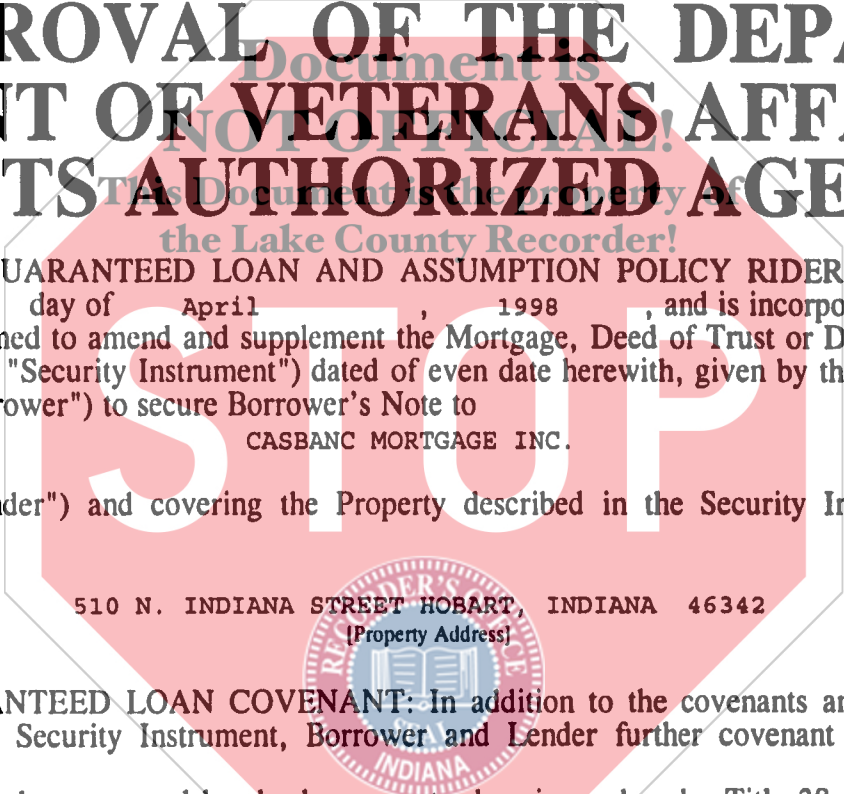 ROVAL OF THE DEPA
NT OF VETERANS AFFA
TS AUTHORIZED AGE
Document is
NOT OFFICIAL!
This Document is the property of
the Lake County Recorder!
UARANTEED LOAN AND ASSUMPTION POLICY RIDER
day of April , 1998 , and is incorpo
ned to amend and supplement the Mortgage, Deed of Trust or D
"Security Instrument") dated of even date herewith, given by th
rower") to secure Borrower's Note to
CASBANC MORTGAGE INC.
STOP
der") and covering the Property described in the Security In
510 N. INDIANA STREET HOBART, INDIANA 46342
[Property Address]
RECORDER'S OFFICE
SEAL
INDIANA
ANTEED LOAN COVENANT: In addition to the covenants an
Security Instrument, Borrower and Lender further covenant